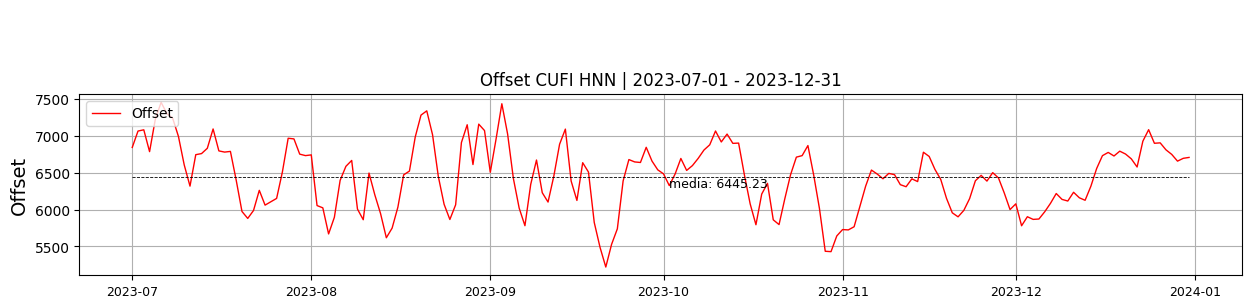 Offset CUFI HNN | 2023-07-01 - 2023-12-31
Offset
Offset
7500
7000
6500
6000
5500
media: 6445.23
2023-07 2023-08 2023-09 2023-10 2023-11 2023-12 2024-01